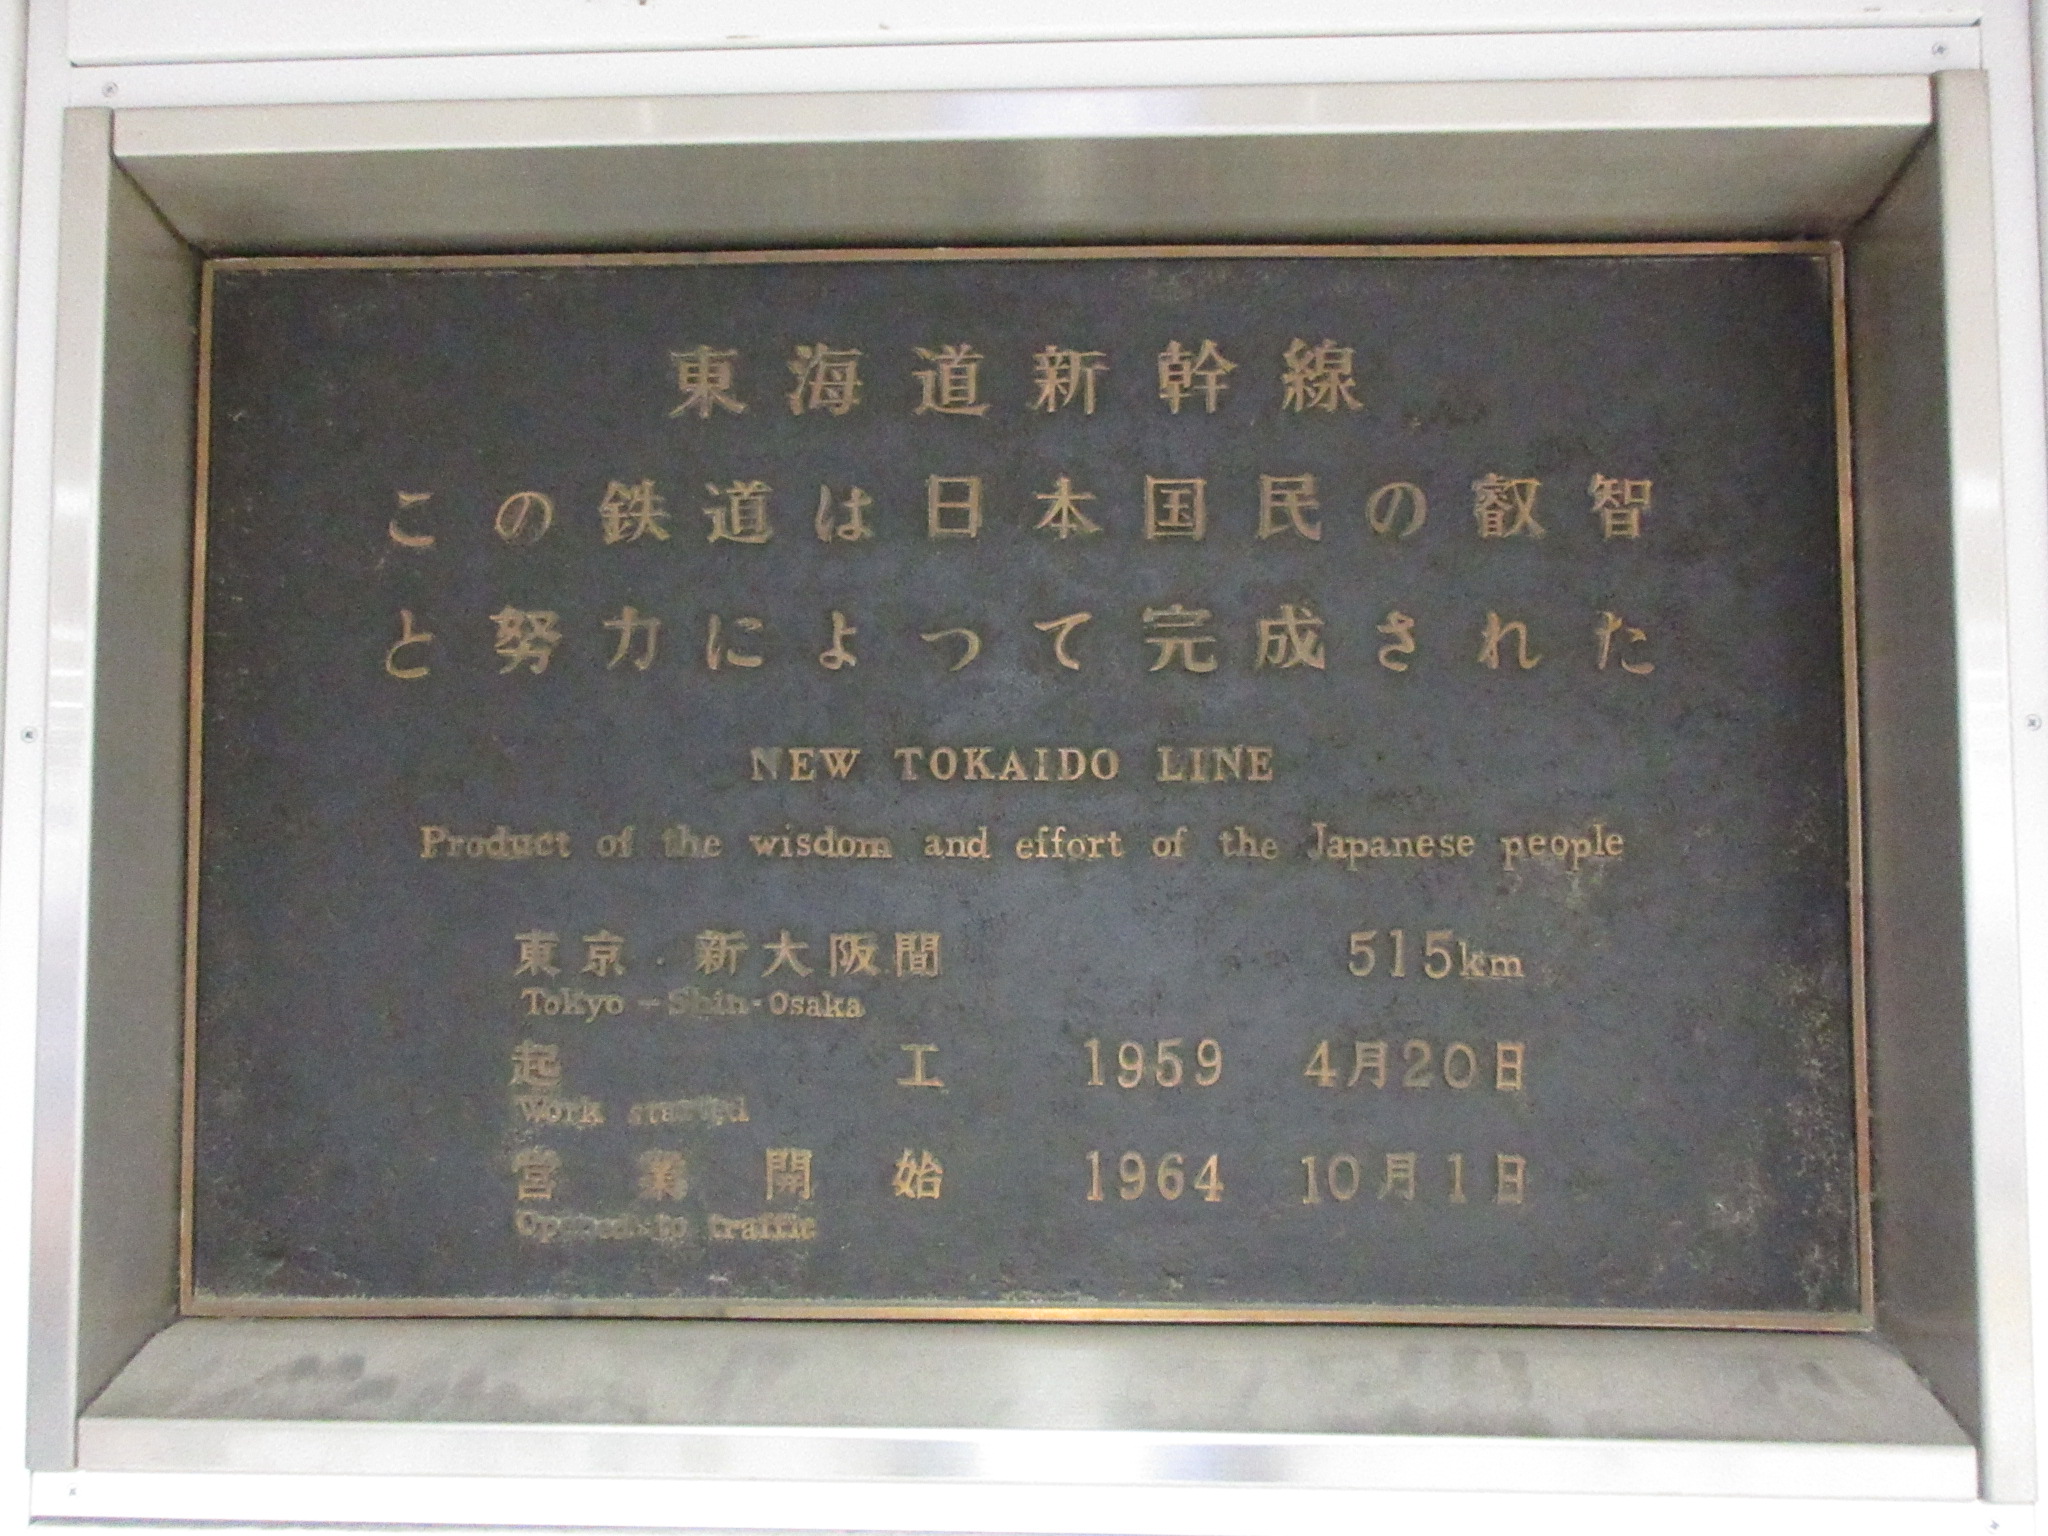 東海道新幹線
この鉄道は日本国民の叡智
と努力によつて完成された
NEW TOKAIDO LINE
Product of the wisdom and effort of the Japanese people
東京・新大阪間 515km
Tokyo - Shin-Osaka
起工 1959 4月20日
Work started
営業開始 1964 10月1日
Opened to traffic